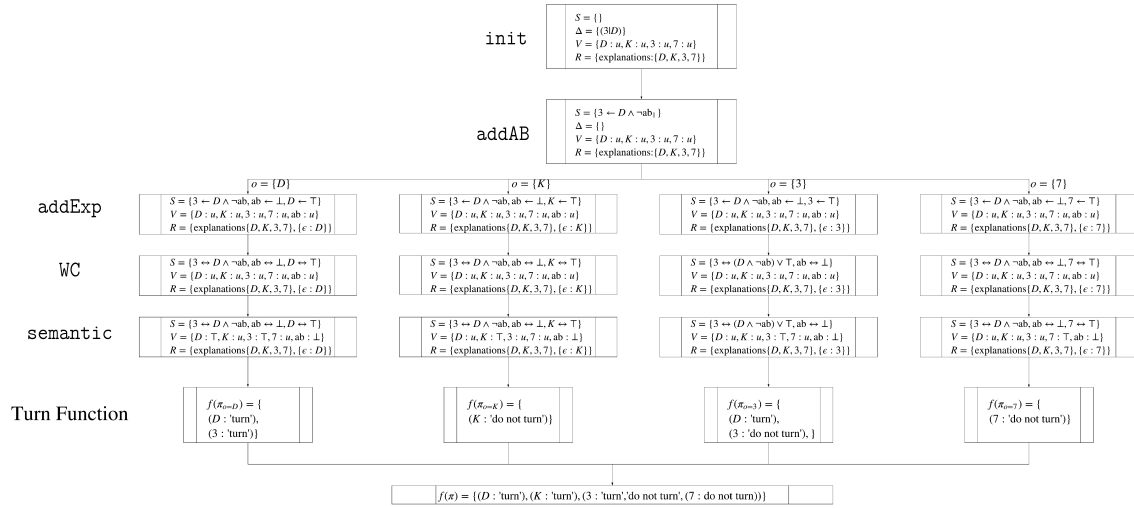 init
S = {}
Δ = {(3|D)}
V = {D : u, K : u, 3 : u, 7 : u}
R = {explanations:{D, K, 3, 7}}
addAB
S = {3 ← D ∧ ¬ab₁}
Δ = {}
V = {D : u, K : u, 3 : u, 7 : u}
R = {explanations:{D, K, 3, 7}}
o = {D}
o = {K}
o = {3}
o = {7}
addExp
S = {3 ← D ∧ ¬ab, ab ← ⊥, D ← ⊤}
V = {D : u, K : u, 3 : u, 7 : u, ab : u}
R = {explanations{D, K, 3, 7}, {ϵ : D}}
S = {3 ← D ∧ ¬ab, ab ← ⊥, K ← ⊤}
V = {D : u, K : u, 3 : u, 7 : u, ab : u}
R = {explanations{D, K, 3, 7}, {ϵ : K}}
S = {3 ← D ∧ ¬ab, ab ← ⊥, 3 ← ⊤}
V = {D : u, K : u, 3 : u, 7 : u, ab : u}
R = {explanations{D, K, 3, 7}, {ϵ : 3}}
S = {3 ← D ∧ ¬ab, ab ← ⊥, 7 ← ⊤}
V = {D : u, K : u, 3 : u, 7 : u, ab : u}
R = {explanations{D, K, 3, 7}, {ϵ : 7}}
WC
S = {3 ↔ D ∧ ¬ab, ab ↔ ⊥, D ↔ ⊤}
V = {D : u, K : u, 3 : u, 7 : u, ab : u}
R = {explanations{D, K, 3, 7}, {ϵ : D}}
S = {3 ↔ D ∧ ¬ab, ab ↔ ⊥, K ↔ ⊤}
V = {D : u, K : u, 3 : u, 7 : u, ab : u}
R = {explanations{D, K, 3, 7}, {ϵ : K}}
S = {3 ↔ (D ∧ ¬ab) ∨ ⊤, ab ↔ ⊥}
V = {D : u, K : u, 3 : u, 7 : u, ab : u}
R = {explanations{D, K, 3, 7}, {ϵ : 3}}
S = {3 ↔ D ∧ ¬ab, ab ↔ ⊥, 7 ↔ ⊤}
V = {D : u, K : u, 3 : u, 7 : u, ab : u}
R = {explanations{D, K, 3, 7}, {ϵ : 7}}
semantic
S = {3 ↔ D ∧ ¬ab, ab ↔ ⊥, D ↔ ⊤}
V = {D : ⊤, K : u, 3 : ⊤, 7 : u, ab : ⊥}
R = {explanations{D, K, 3, 7}, {ϵ : D}}
S = {3 ↔ D ∧ ¬ab, ab ↔ ⊥, K ↔ ⊤}
V = {D : u, K : ⊤, 3 : u, 7 : u, ab : ⊥}
R = {explanations{D, K, 3, 7}, {ϵ : K}}
S = {3 ↔ (D ∧ ¬ab) ∨ ⊤, ab ↔ ⊥}
V = {D : u, K : u, 3 : ⊤, 7 : u, ab : ⊥}
R = {explanations{D, K, 3, 7}, {ϵ : 3}}
S = {3 ↔ D ∧ ¬ab, ab ↔ ⊥, 7 ↔ ⊤}
V = {D : u, K : u, 3 : u, 7 : ⊤, ab : ⊥}
R = {explanations{D, K, 3, 7}, {ϵ : 7}}
Turn Function
f(π_{o=D}) = {
(D : 'turn'),
(3 : 'turn')}
f(π_{o=K}) = {
(K : 'do not turn')}
f(π_{o=3}) = {
(D : 'turn'),
(3 : 'do not turn'), }
f(π_{o=7}) = {
(7 : 'do not turn')}
f(π) = {(D : 'turn'), (K : 'turn'), (3 : 'turn','do not turn', (7 : do not turn))}